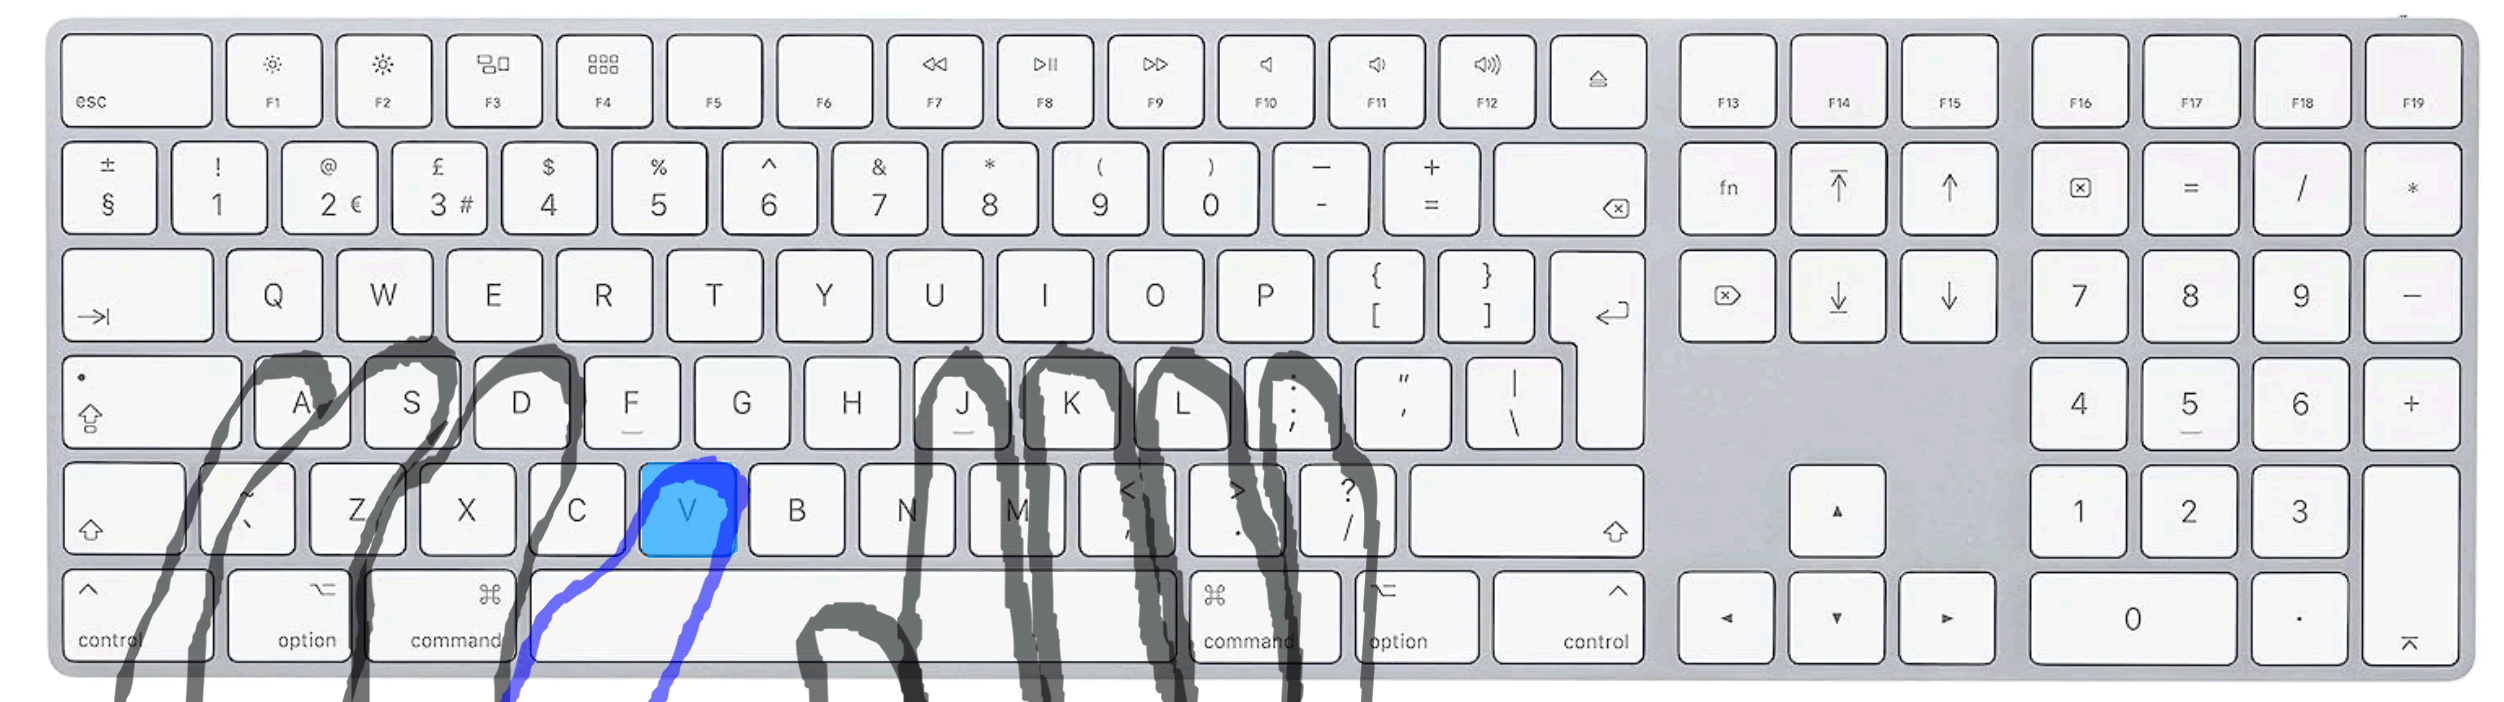 esc F1 F2 F3 F4 F5 F6 F7 F8 F9 F10 F11 F12 F13 F14 F15 F16 F17 F18 F19
± ! @ £ $ % ^ & * ( ) — +
§ 1 2 € 3 # 4 5 6 7 8 9 0 - = fn = / *
Q W E R T Y U I O P { [ } ] 7 8 9 —
A S D F G H J K L : ; " ' | \ 4 5 6 +
~ ` Z X C V B N M < , > . ? / 1 2 3
control option command command option control 0 .